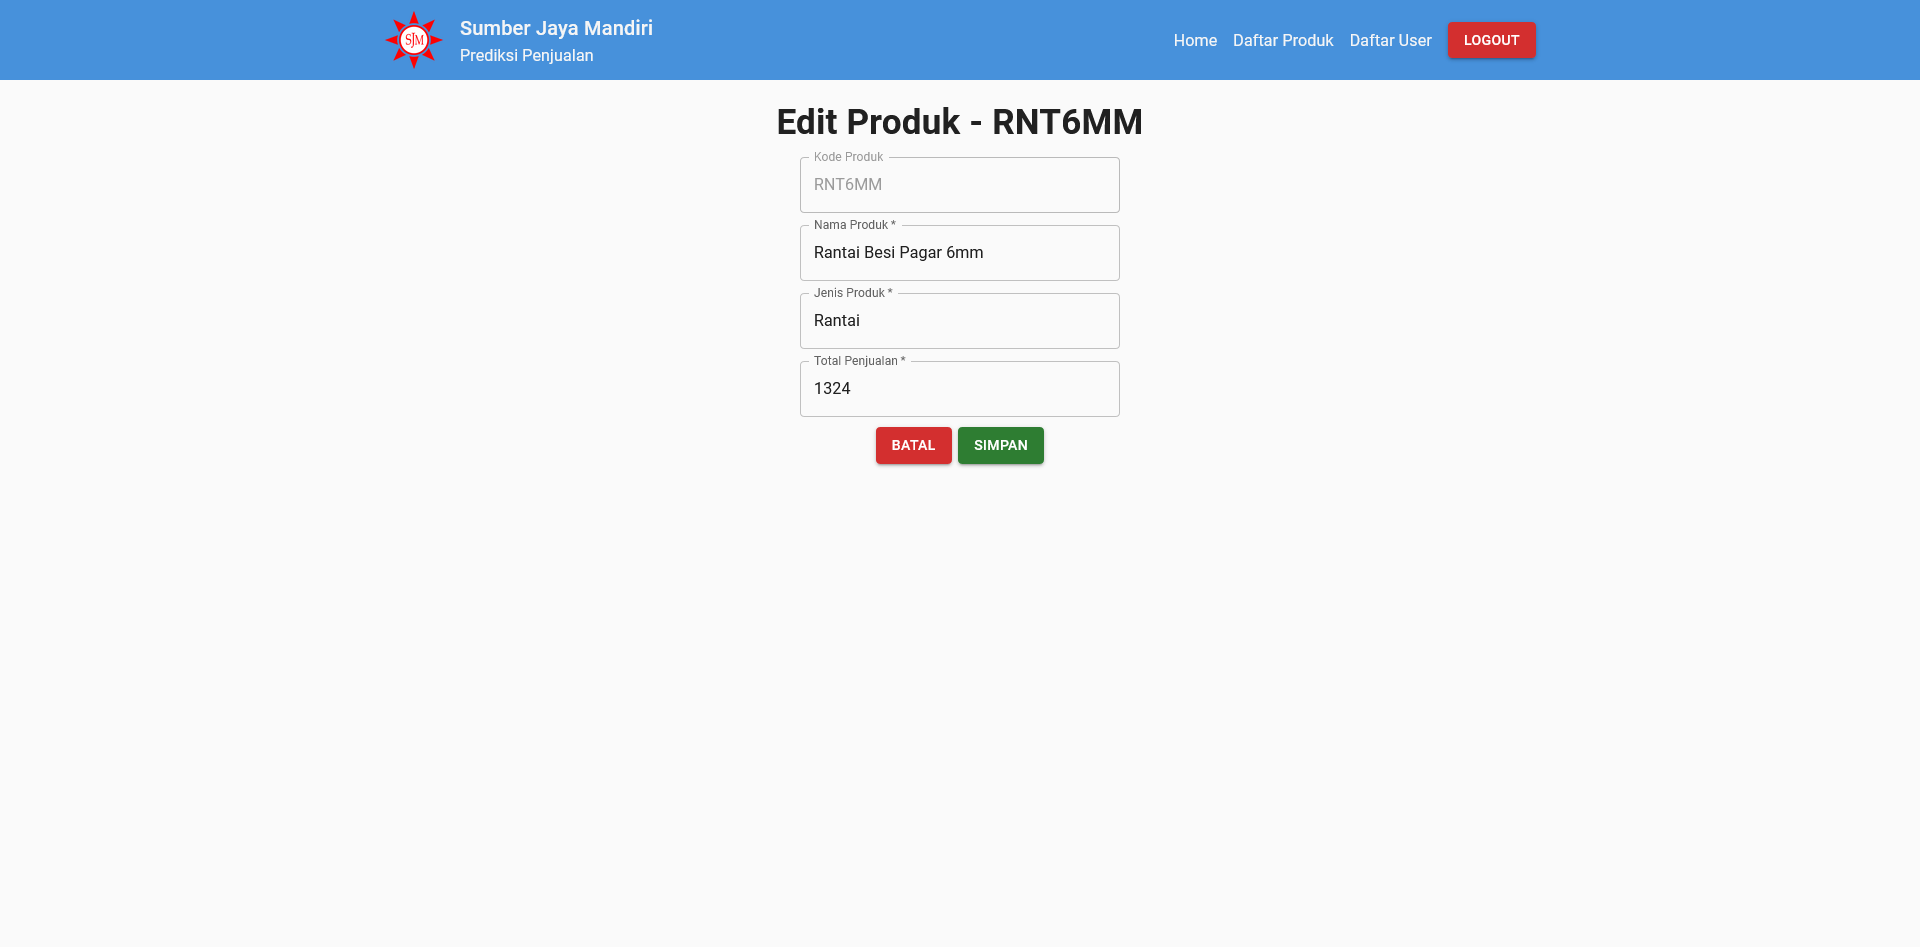 SJM
Sumber Jaya Mandiri
Prediksi Penjualan
Home
Daftar Produk
Daftar User
LOGOUT
Edit Produk - RNT6MM
Kode Produk
RNT6MM
Nama Produk *
Rantai Besi Pagar 6mm
Jenis Produk *
Rantai
Total Penjualan *
1324
BATAL
SIMPAN